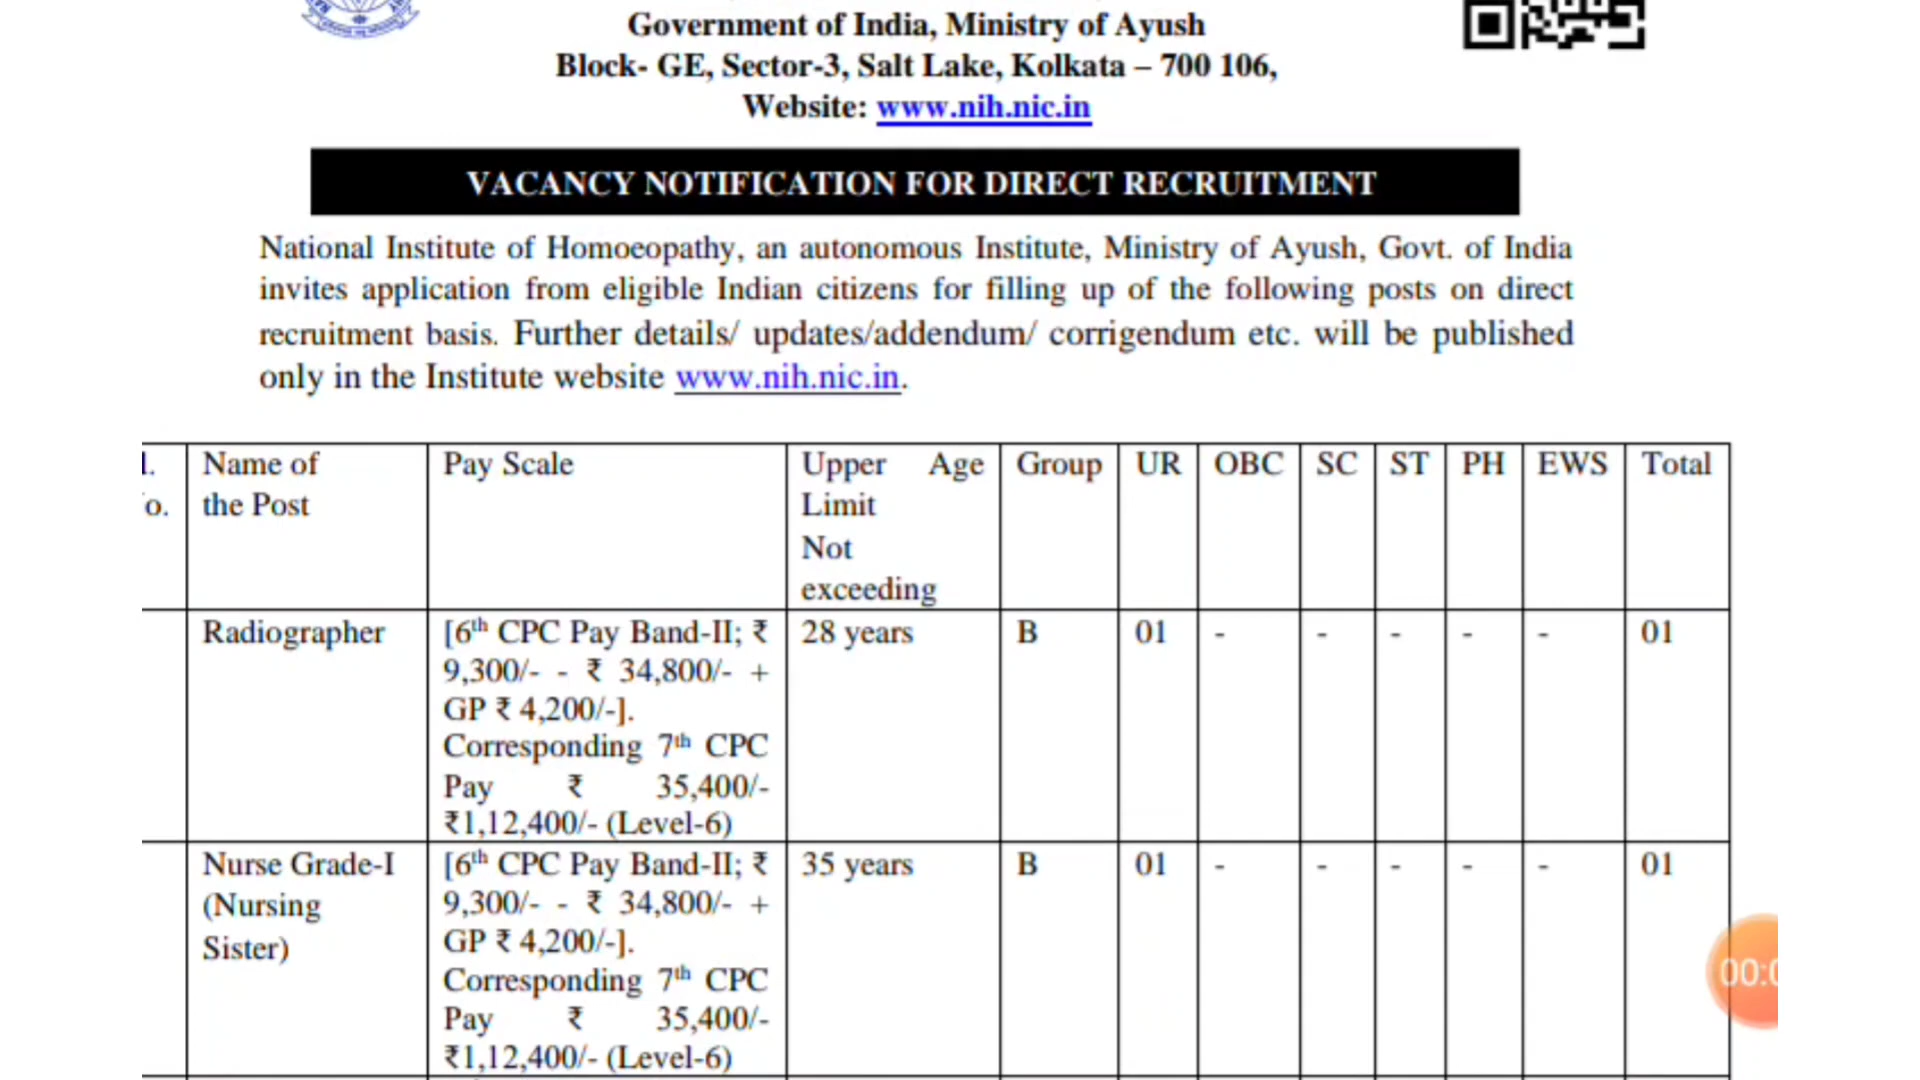 Government of India, Ministry of Ayush
Block- GE, Sector-3, Salt Lake, Kolkata – 700 106,
Website: www.nih.nic.in
VACANCY NOTIFICATION FOR DIRECT RECRUITMENT
National Institute of Homoeopathy, an autonomous Institute, Ministry of Ayush, Govt. of India
invites application from eligible Indian citizens for filling up of the following posts on direct
recruitment basis. Further details/ updates/addendum/ corrigendum etc. will be published
only in the Institute website www.nih.nic.in.
l. Name of Pay Scale Upper Age Group UR OBC SC ST PH EWS Total
o. the Post Limit
Not
exceeding
Radiographer [6th CPC Pay Band-II; ₹ 28 years B 01 - - - - - 01
9,300/- - ₹ 34,800/- +
GP ₹ 4,200/-].
Corresponding 7th CPC
Pay ₹ 35,400/-
₹1,12,400/- (Level-6)
Nurse Grade-I [6th CPC Pay Band-II; ₹ 35 years B 01 - - - - - 01
(Nursing 9,300/- - ₹ 34,800/- +
Sister) GP ₹ 4,200/-].
Corresponding 7th CPC
Pay ₹ 35,400/-
₹1,12,400/- (Level-6)
00:0